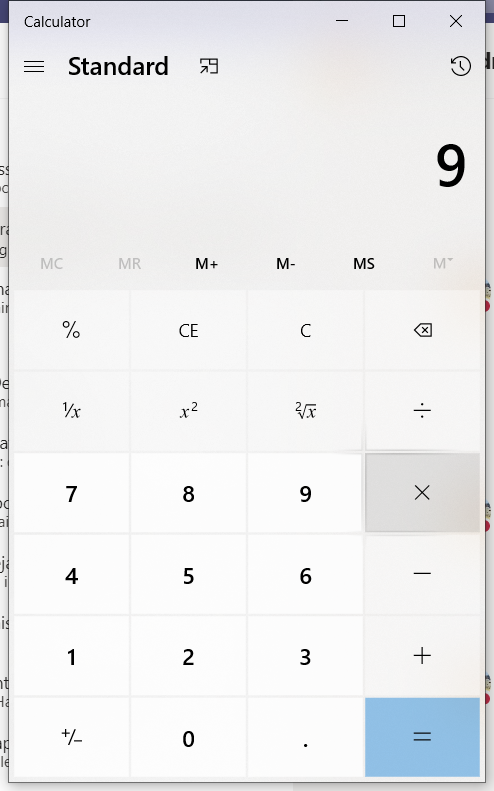 Calculator
Standard
9
MC MR M+ M- MS M˅
% CE C
¹/x x² ²√x ÷
7 8 9 ×
4 5 6 −
1 2 3 +
+/− 0 . =